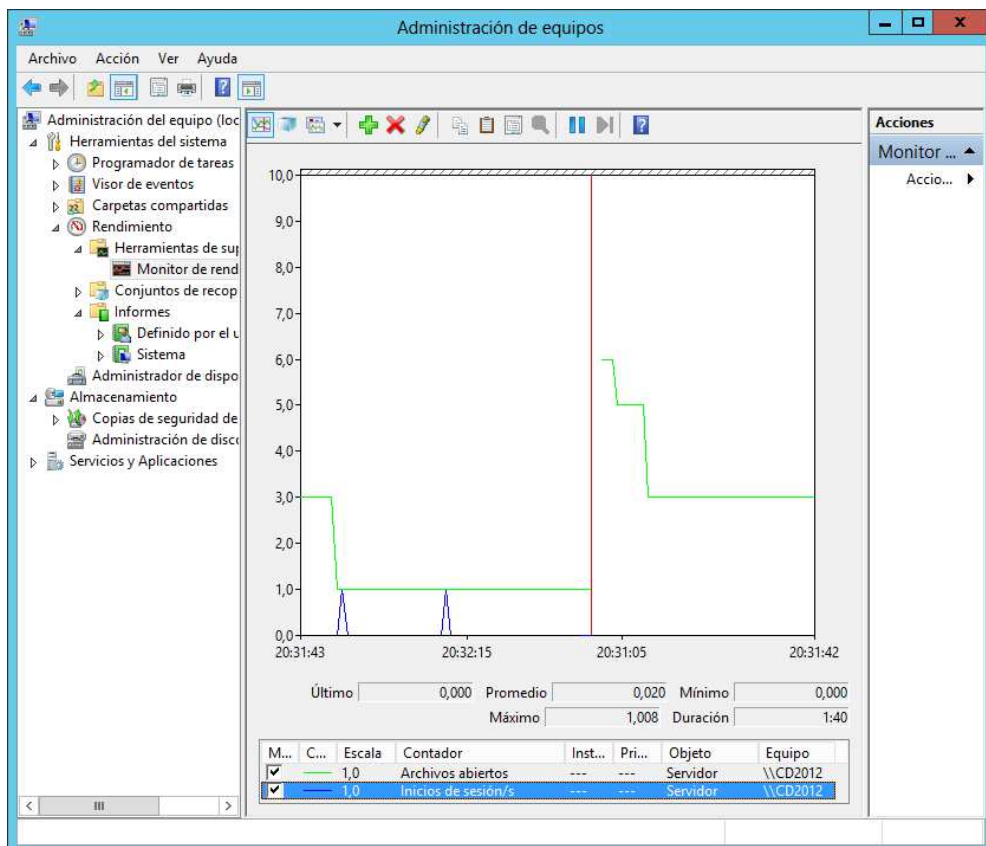 Administración de equipos
Archivo Acción Ver Ayuda
Administración del equipo (loc
Herramientas del sistema
Programador de tareas
Visor de eventos
Carpetas compartidas
Rendimiento
Herramientas de sup
Monitor de rend
Conjuntos de recop
Informes
Definido por el u
Sistema
Administrador de dispo
Almacenamiento
Copias de seguridad de
Administración de disco
Servicios y Aplicaciones
10,0
9,0
8,0
7,0
6,0
5,0
4,0
3,0
2,0
1,0
0,0
20:31:43 20:32:15 20:31:05 20:31:42
Último 0,000 Promedio 0,020 Mínimo 0,000
Máximo 1,008 Duración 1:40
M... C... Escala Contador Inst... Pri... Objeto Equipo
1,0 Archivos abiertos --- --- Servidor \\CD2012
1,0 Inicios de sesión/s --- --- Servidor \\CD2012
Acciones
Monitor ...
Accio...